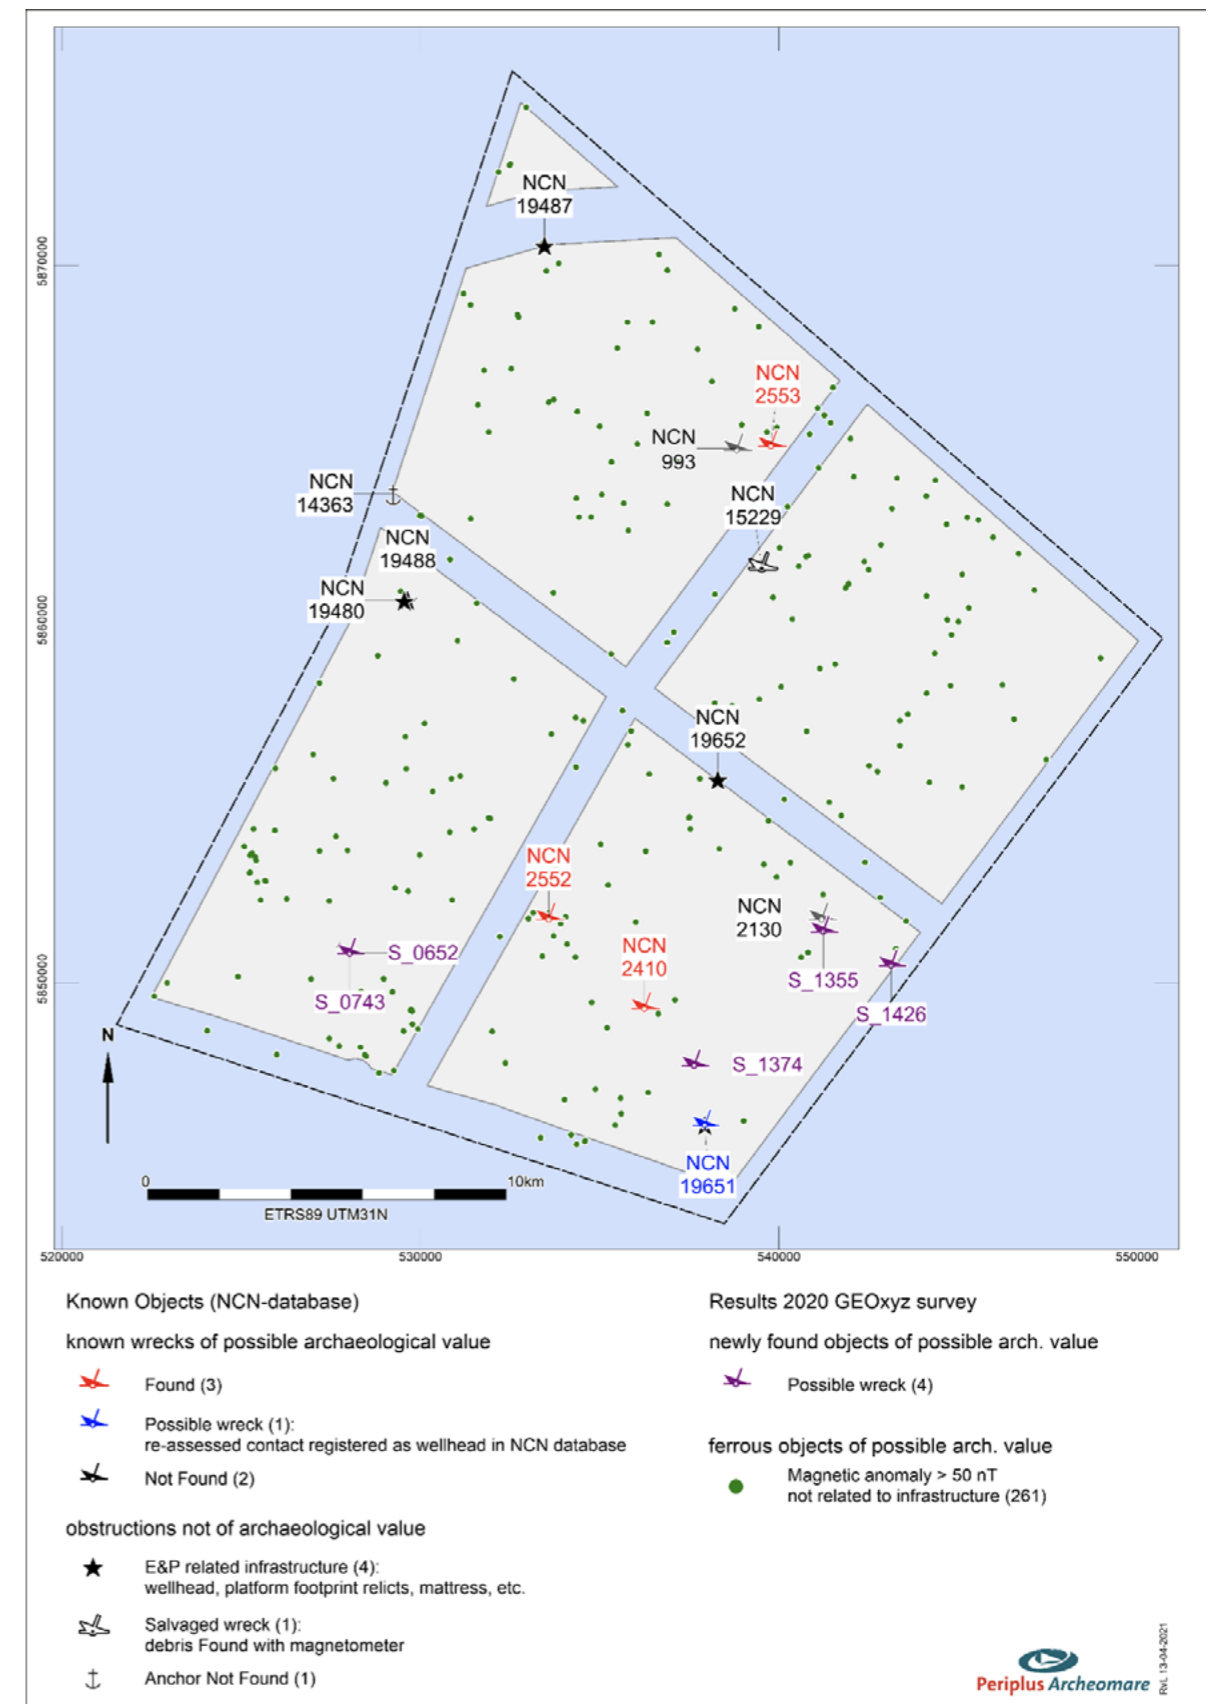 NCN
19487
5870000
NCN
2553
NCN
993
NCN
14363
NCN
15229
NCN
19488
NCN
19480
5860000
NCN
19652
NCN
2552
NCN
2130
NCN
2410
S_0652
S_1355
S_0743
5850000
S_1426
N
S_1374
NCN
19651
0
10km
ETRS89 UTM31N
520000
530000
540000
550000
Known Objects (NCN-database)
known wrecks of possible archaeological value
Found (3)
Possible wreck (1):
re-assessed contact registered as wellhead in NCN database
Not Found (2)
obstructions not of archaeological value
E&P related infrastructure (4):
wellhead, platform footprint relicts, mattress, etc.
Salvaged wreck (1):
debris Found with magnetometer
Anchor Not Found (1)
Results 2020 GEOxyz survey
newly found objects of possible arch. value
Possible wreck (4)
ferrous objects of possible arch. value
Magnetic anomaly > 50 nT
not related to infrastructure (261)
Periplus Archeomare
RvL 13-04-2021